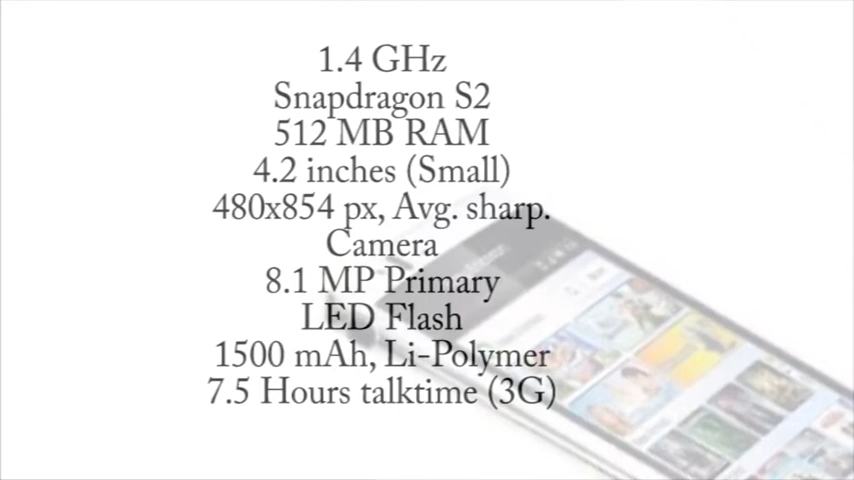 1.4 GHz
Snapdragon S2
512 MB RAM
4.2 inches (Small)
480x854 px, Avg. sharp.
Camera
8.1 MP Primary
LED Flash
1500 mAh, Li-Polymer
7.5 Hours talktime (3G)